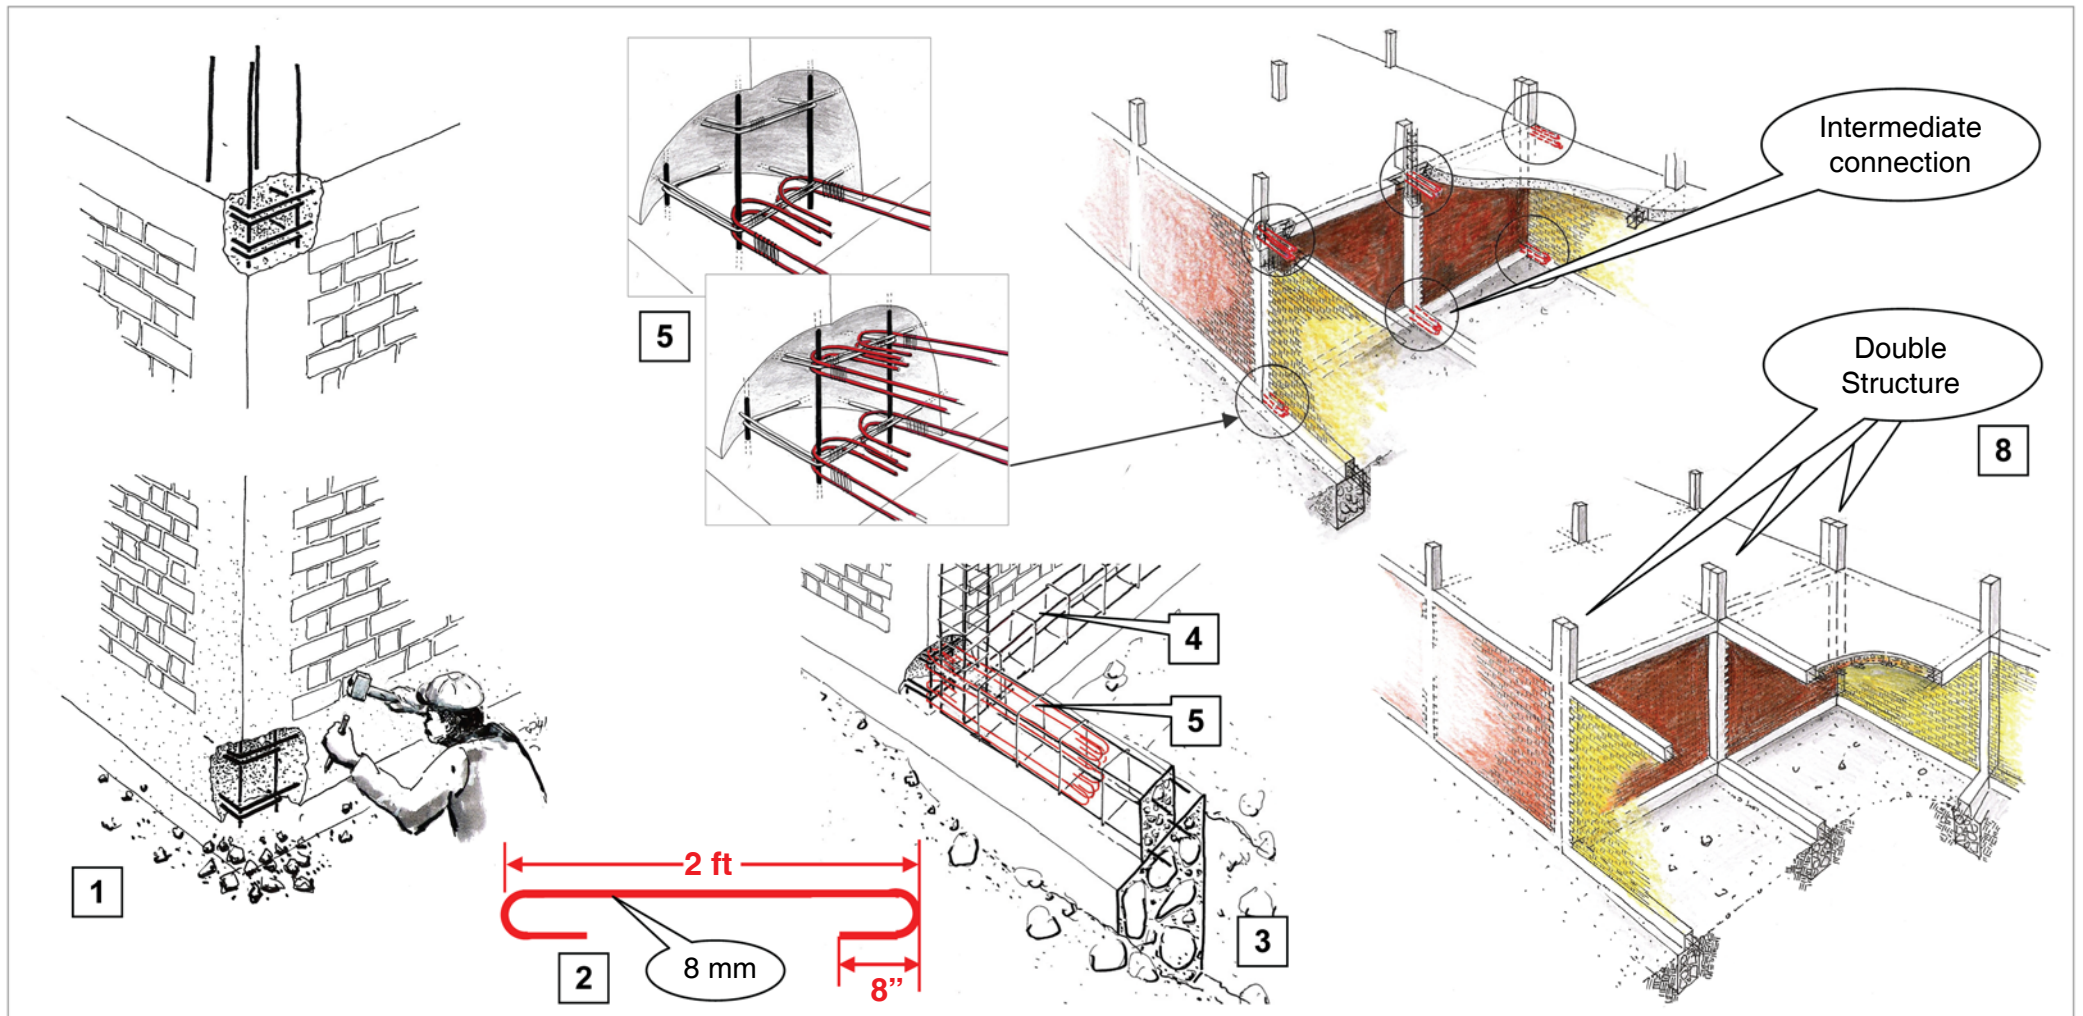 5
Intermediate
connection
Double
Structure
8
4
5
1
2 ft
8 mm
2
8”
3